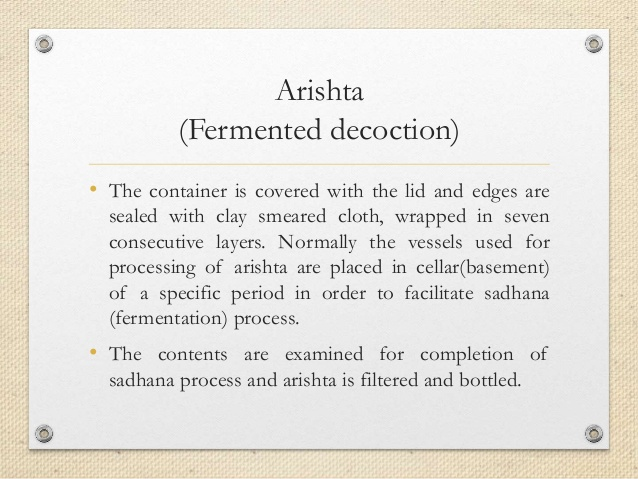 Arishta
(Fermented decoction)
• The container is covered with the lid and edges are
sealed with clay smeared cloth, wrapped in seven
consecutive layers. Normally the vessels used for
processing of arishta are placed in cellar(basement)
of a specific period in order to facilitate sadhana
(fermentation) process.
• The contents are examined for completion of
sadhana process and arishta is filtered and bottled.